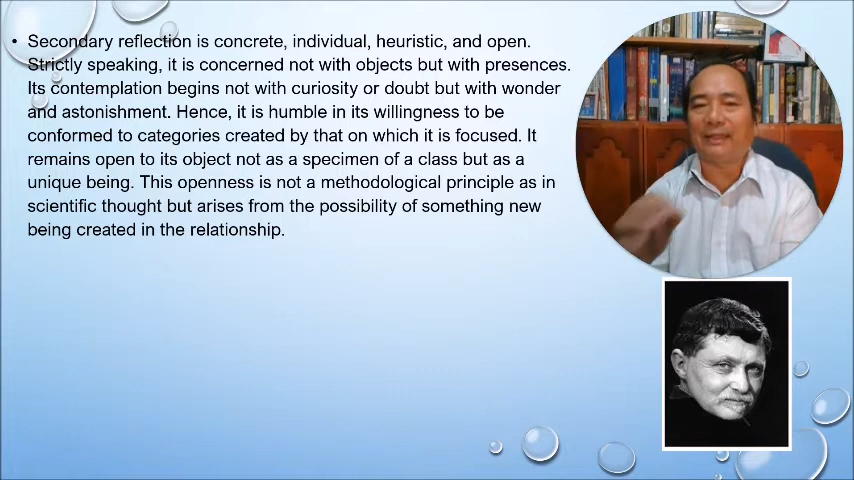 • Secondary reflection is concrete, individual, heuristic, and open.
Strictly speaking, it is concerned not with objects but with presences.
Its contemplation begins not with curiosity or doubt but with wonder
and astonishment. Hence, it is humble in its willingness to be
conformed to categories created by that on which it is focused. It
remains open to its object not as a specimen of a class but as a
unique being. This openness is not a methodological principle as in
scientific thought but arises from the possibility of something new
being created in the relationship.